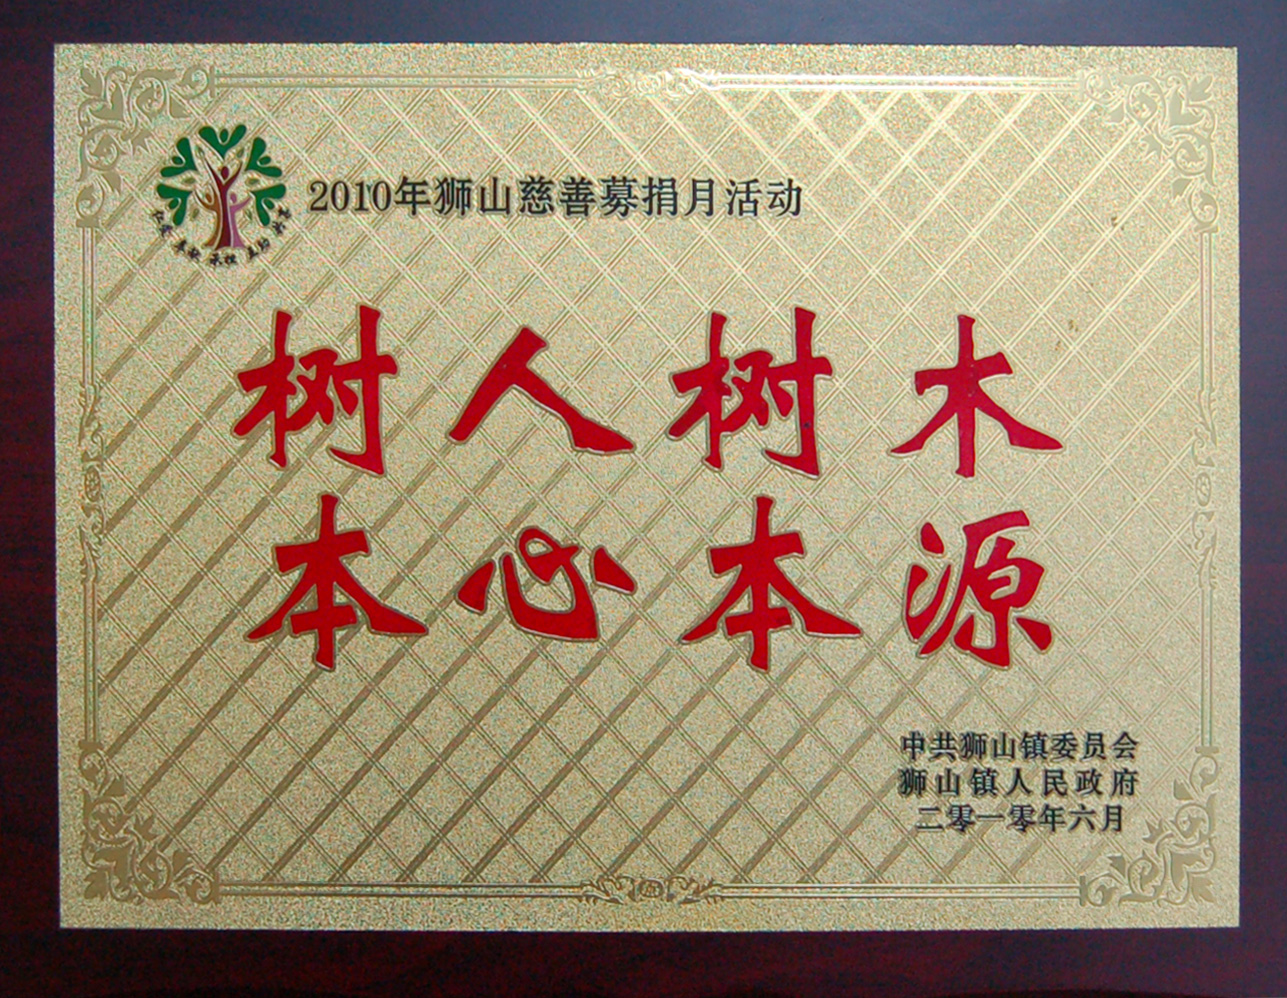 2010年狮山慈善募捐月活动
树人树木
本心本源
中共狮山镇委员会
狮山镇人民政府
二零一零年六月